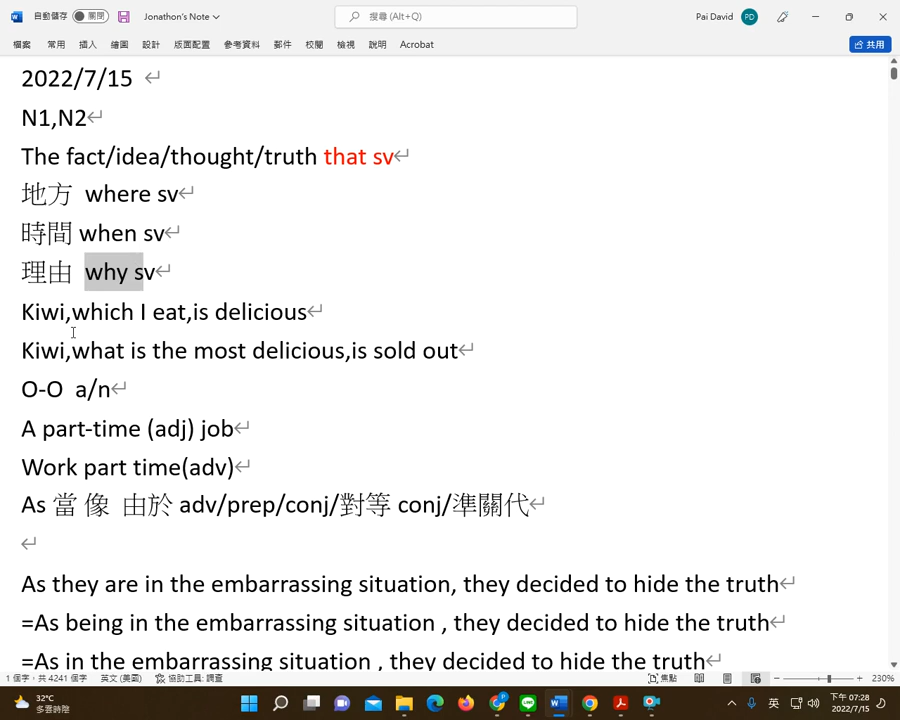 自動儲存 關閉 Jonathon's Note 搜尋 (Alt+Q) Pai David PD
檔案 常用 插入 繪圖 設計 版面配置 參考資料 郵件 校閱 檢視 說明 Acrobat 共用
2022/7/15
N1,N2
The fact/idea/thought/truth that sv
地方 where sv
時間 when sv
理由 why sv
Kiwi,which I eat,is delicious
Kiwi,what is the most delicious,is sold out
O-O a/n
A part-time (adj) job
Work part time(adv)
As 當 像 由於 adv/prep/conj/對等 conj/準關代
As they are in the embarrassing situation, they decided to hide the truth
=As being in the embarrassing situation , they decided to hide the truth
=As in the embarrassing situation , they decided to hide the truth
1 個字，共 4241 個字 英文 (美國) 協助工具: 調查 焦點 230%
32°C
多雲時晴
英
下午 07:28
2022/7/15